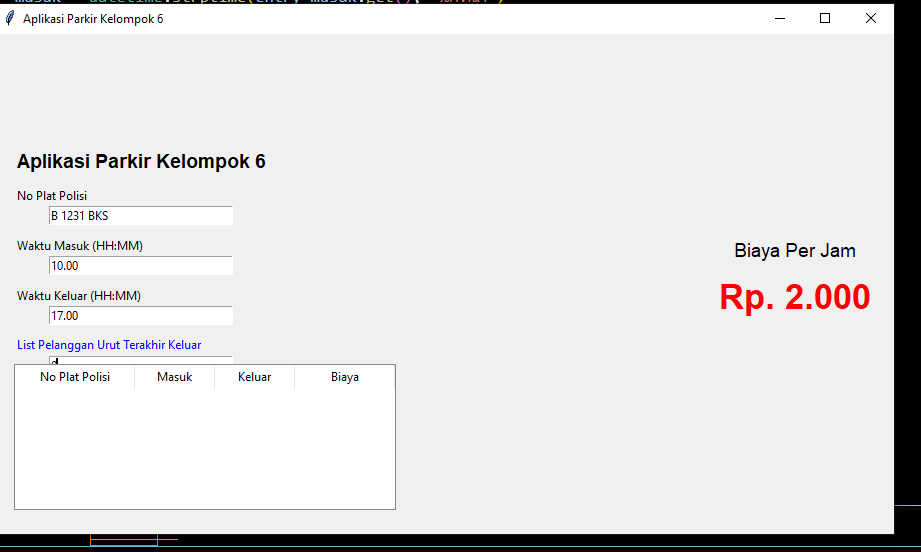 Aplikasi Parkir Kelompok 6
Aplikasi Parkir Kelompok 6
No Plat Polisi
B 1231 BKS
Waktu Masuk (HH:MM)
10.00
Waktu Keluar (HH:MM)
17.00
List Pelanggan Urut Terakhir Keluar
No Plat Polisi Masuk Keluar Biaya
Biaya Per Jam
Rp. 2.000